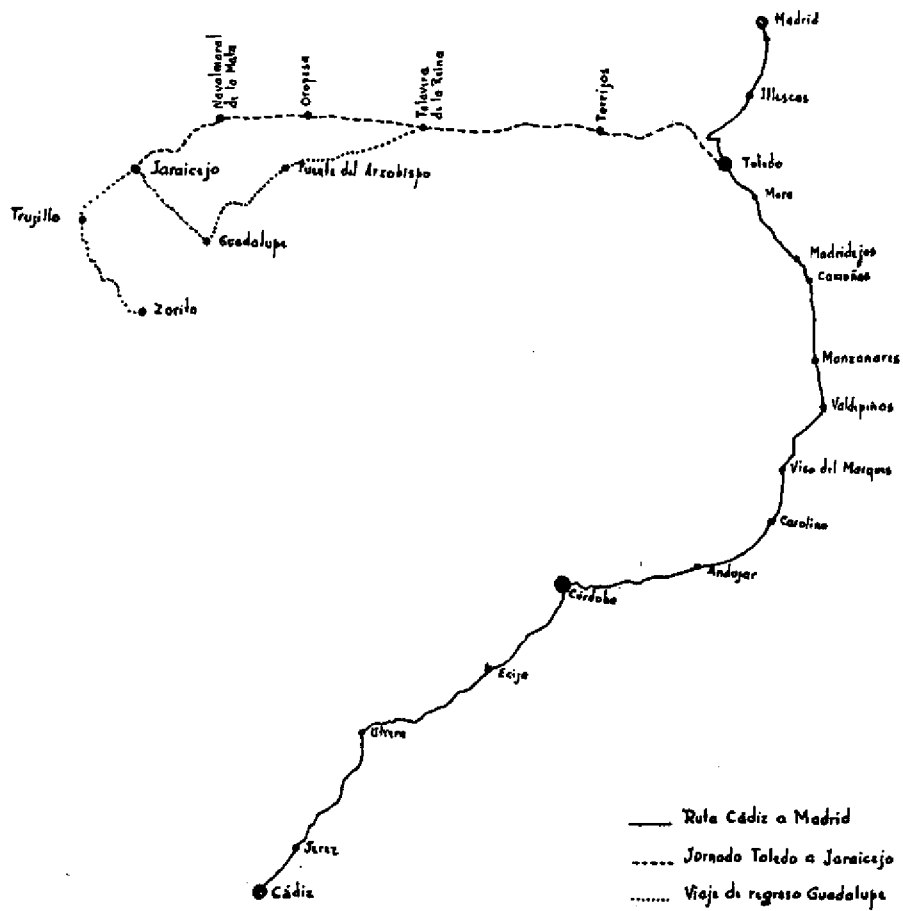 Madrid
Illescas
Toledo
Mora
Madridejos
Camuñas
Manzanares
Valdepiñas
Viso del Marques
Carolina
Andujar
Córdoba
Ecija
Utrera
Jerez
Cádiz
Torrijos
Talavera
de la Reina
Oropesa
Navalmoral
de la Mata
Jaraicejo
Puente del Arzobispo
Trujillo
Guadalupe
Zorita
Ruta Cádiz a Madrid
Jornada Toledo a Jaraicejo
Viaje de regreso Guadalupe